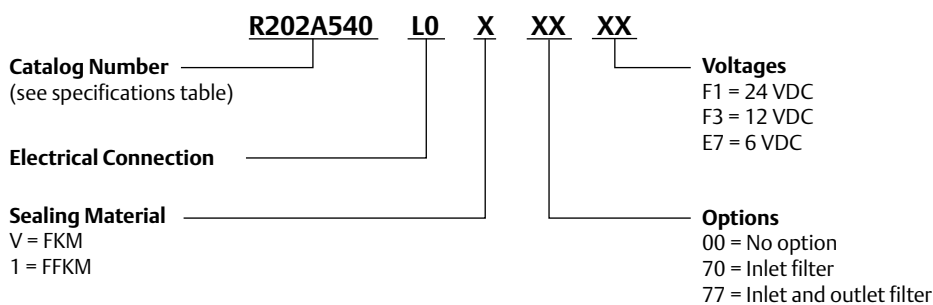 R202A540 L0 X XX XX
Catalog Number
(see specifications table)
Electrical Connection
Sealing Material
V = FKM
1 = FFKM
Voltages
F1 = 24 VDC
F3 = 12 VDC
E7 = 6 VDC
Options
00 = No option
70 = Inlet filter
77 = Inlet and outlet filter